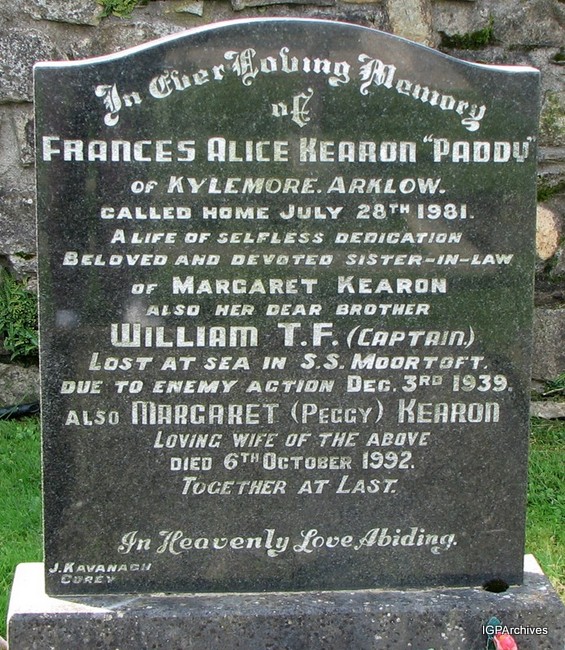 In Ever Loving Memory
of
FRANCES ALICE KEARON "PADDY"
OF KYLEMORE. ARKLOW.
CALLED HOME JULY 28TH 1981.
A LIFE OF SELFLESS DEDICATION
BELOVED AND DEVOTED SISTER-IN-LAW
OF MARGARET KEARON
ALSO HER DEAR BROTHER
WILLIAM T.F. (CAPTAIN.)
LOST AT SEA IN S.S. MOORTOFT.
DUE TO ENEMY ACTION DEC. 3RD 1939.
ALSO MARGARET (PEGGY) KEARON
LOVING WIFE OF THE ABOVE
DIED 6TH OCTOBER 1992.
TOGETHER AT LAST.
In Heavenly Love Abiding.
J. KAVANAGH
COREY
IGPArchives